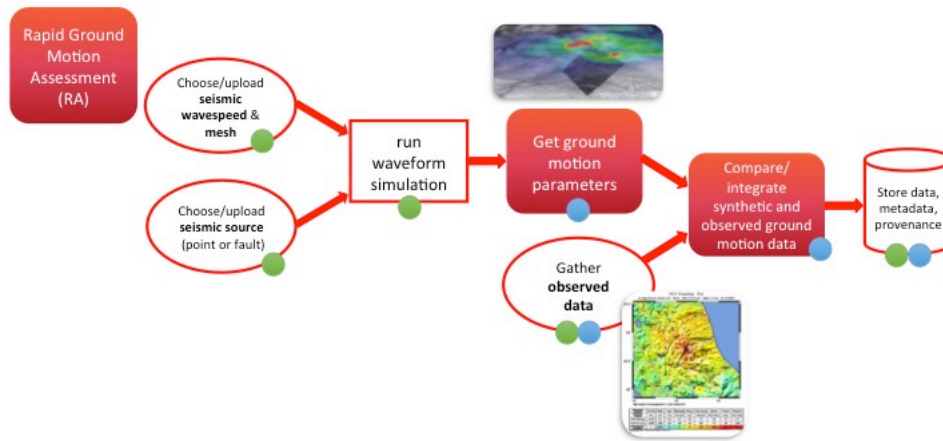 Rapid Ground
Motion
Assessment
(RA)
Choose/upload
seismic
wavespeed &
mesh
Choose/upload
seismic source
(point or fault)
run
waveform
simulation
Get ground
motion
parameters
Gather
observed
data
Compare/
integrate
synthetic and
observed ground
motion data
Store data,
metadata,
provenance